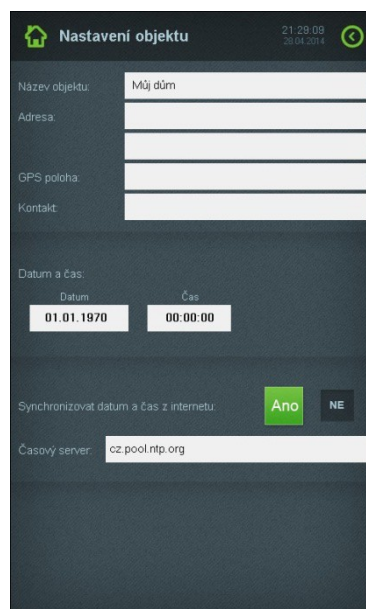 Nastavení objektu
21:29:09
28.04.2014
Název objektu: Můj dům
Adresa:
GPS poloha:
Kontakt:
Datum a čas:
Datum Čas
01.01.1970 00:00:00
Synchronizovat datum a čas z internetu: Ano NE
Časový server: cz.pool.ntp.org